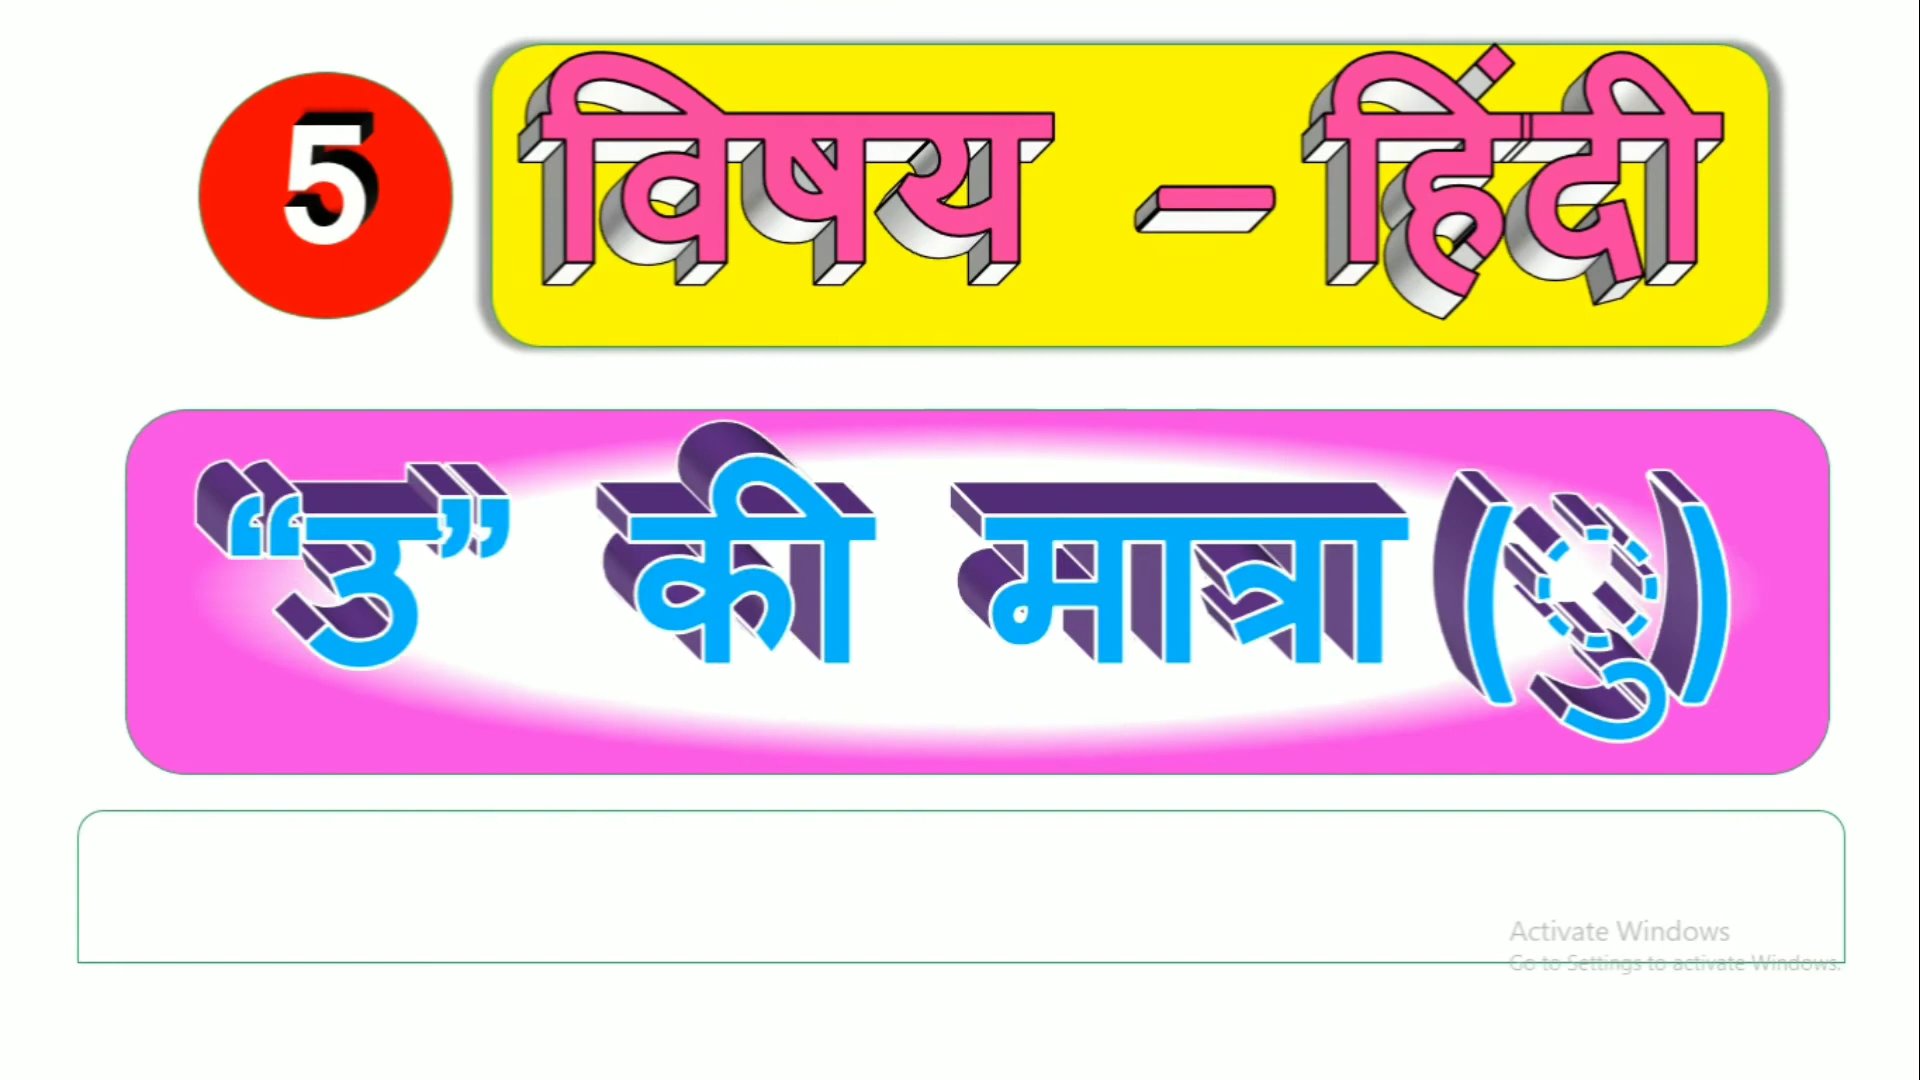 5
विषय – हिंदी
“उ” की मात्रा (ु)
Activate Windows
Go to Settings to activate Windows.